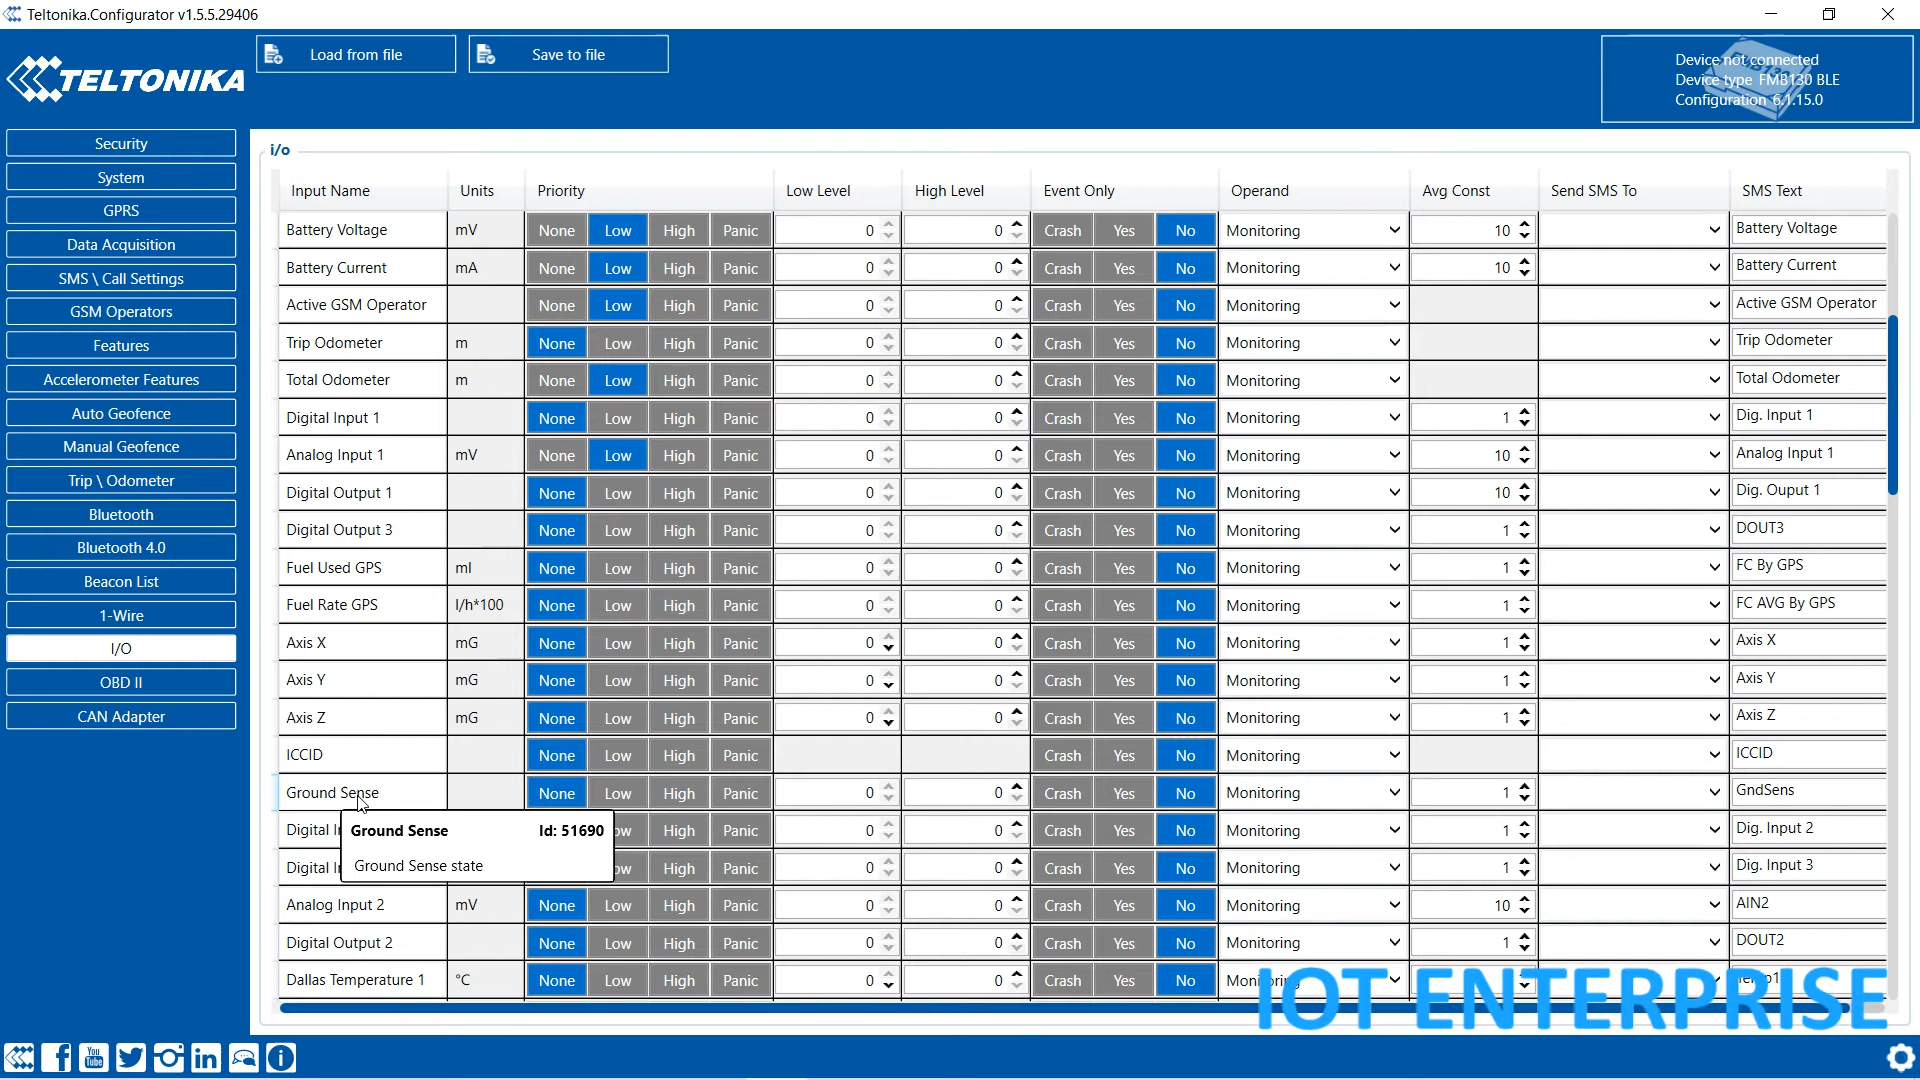 Teltonika.Configurator v1.5.5.29406
TELTONIKA
Load from file
Save to file
Device not connected
Device type FMB130 BLE
Configuration 6.1.15.0
Security
System
GPRS
Data Acquisition
SMS \ Call Settings
GSM Operators
Features
Accelerometer Features
Auto Geofence
Manual Geofence
Trip \ Odometer
Bluetooth
Bluetooth 4.0
Beacon List
1-Wire
I/O
OBD II
CAN Adapter
i/o
Input Name Units Priority Low Level High Level Event Only Operand Avg Const Send SMS To SMS Text
Battery Voltage mV None Low High Panic 0 0 Crash Yes No Monitoring 10 Battery Voltage
Battery Current mA None Low High Panic 0 0 Crash Yes No Monitoring 10 Battery Current
Active GSM Operator None Low High Panic 0 0 Crash Yes No Monitoring Active GSM Operator
Trip Odometer m None Low High Panic 0 0 Crash Yes No Monitoring Trip Odometer
Total Odometer m None Low High Panic 0 0 Crash Yes No Monitoring Total Odometer
Digital Input 1 None Low High Panic 0 0 Crash Yes No Monitoring 1 Dig. Input 1
Analog Input 1 mV None Low High Panic 0 0 Crash Yes No Monitoring 10 Analog Input 1
Digital Output 1 None Low High Panic 0 0 Crash Yes No Monitoring 10 Dig. Ouput 1
Digital Output 3 None Low High Panic 0 0 Crash Yes No Monitoring 1 DOUT3
Fuel Used GPS ml None Low High Panic 0 0 Crash Yes No Monitoring 1 FC By GPS
Fuel Rate GPS l/h*100 None Low High Panic 0 0 Crash Yes No Monitoring 1 FC AVG By GPS
Axis X mG None Low High Panic 0 0 Crash Yes No Monitoring 1 Axis X
Axis Y mG None Low High Panic 0 0 Crash Yes No Monitoring 1 Axis Y
Axis Z mG None Low High Panic 0 0 Crash Yes No Monitoring 1 Axis Z
ICCID None Low High Panic Crash Yes No Monitoring ICCID
Ground Sense None Low High Panic 0 0 Crash Yes No Monitoring 1 GndSens
Digital High Panic 0 0 Crash Yes No Monitoring 1 Dig. Input 2
Ground Sense Id: 51690
Ground Sense state
Digital High Panic 0 0 Crash Yes No Monitoring 1 Dig. Input 3
Analog Input 2 mV None Low High Panic 0 0 Crash Yes No Monitoring 10 AIN2
Digital Output 2 None Low High Panic 0 0 Crash Yes No Monitoring 1 DOUT2
Dallas Temperature 1 °C None Low High Panic 0 0 Crash Yes No
IOT ENTERPRISE